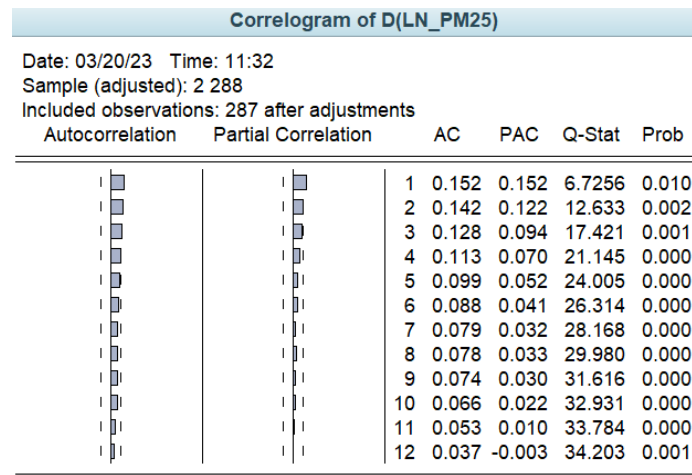 Correlogram of D(LN_PM25)
Date: 03/20/23 Time: 11:32
Sample (adjusted): 2 288
Included observations: 287 after adjustments
Autocorrelation Partial Correlation AC PAC Q-Stat Prob
1 0.152 0.152 6.7256 0.010
2 0.142 0.122 12.633 0.002
3 0.128 0.094 17.421 0.001
4 0.113 0.070 21.145 0.000
5 0.099 0.052 24.005 0.000
6 0.088 0.041 26.314 0.000
7 0.079 0.032 28.168 0.000
8 0.078 0.033 29.980 0.000
9 0.074 0.030 31.616 0.000
10 0.066 0.022 32.931 0.000
11 0.053 0.010 33.784 0.000
12 0.037 -0.003 34.203 0.001